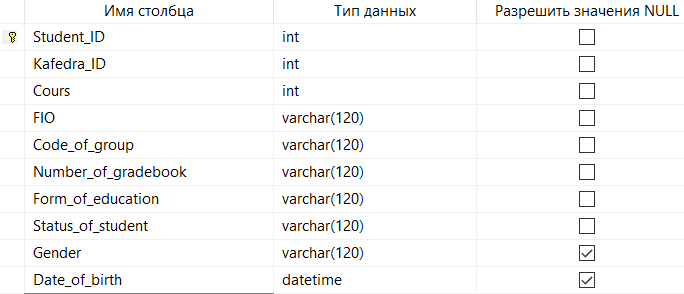 Имя столбца Тип данных Разрешить значения NULL
Student_ID int
Kafedra_ID int
Cours int
FIO varchar(120)
Code_of_group varchar(120)
Number_of_gradebook varchar(120)
Form_of_education varchar(120)
Status_of_student varchar(120)
Gender varchar(120)
Date_of_birth datetime